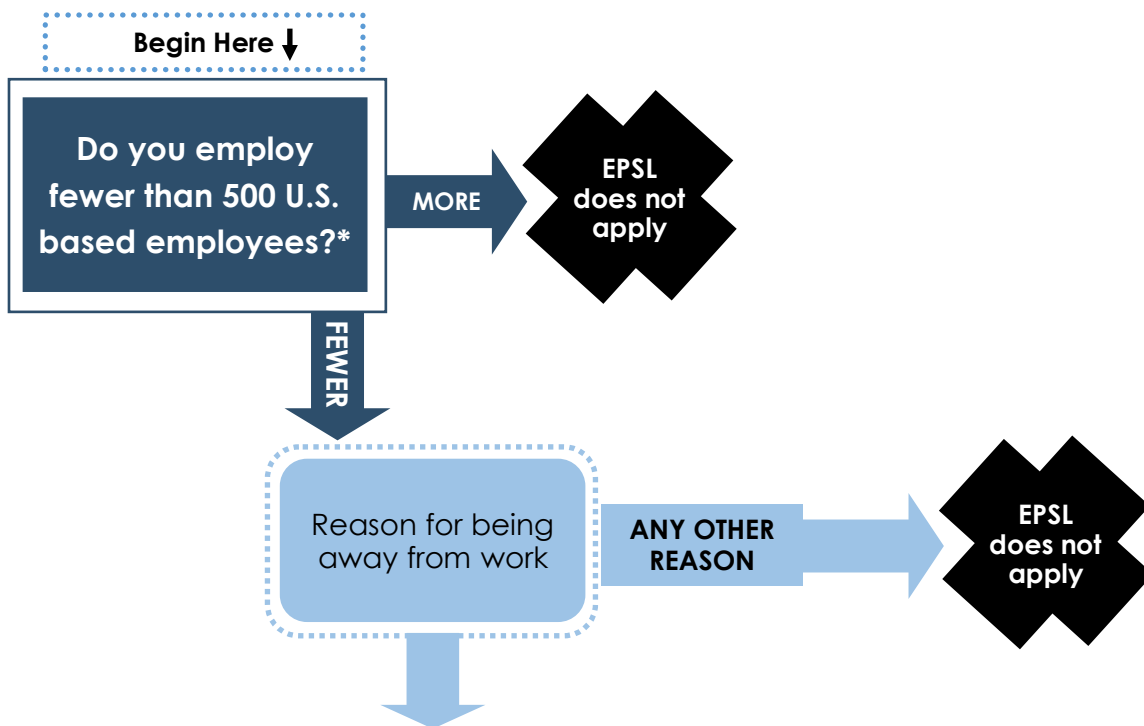 Begin Here ↓
Do you employ
fewer than 500 U.S.
based employees?*
MORE
EPSL
does not
apply
FEWER
Reason for being
away from work
ANY OTHER
REASON
EPSL
does not
apply